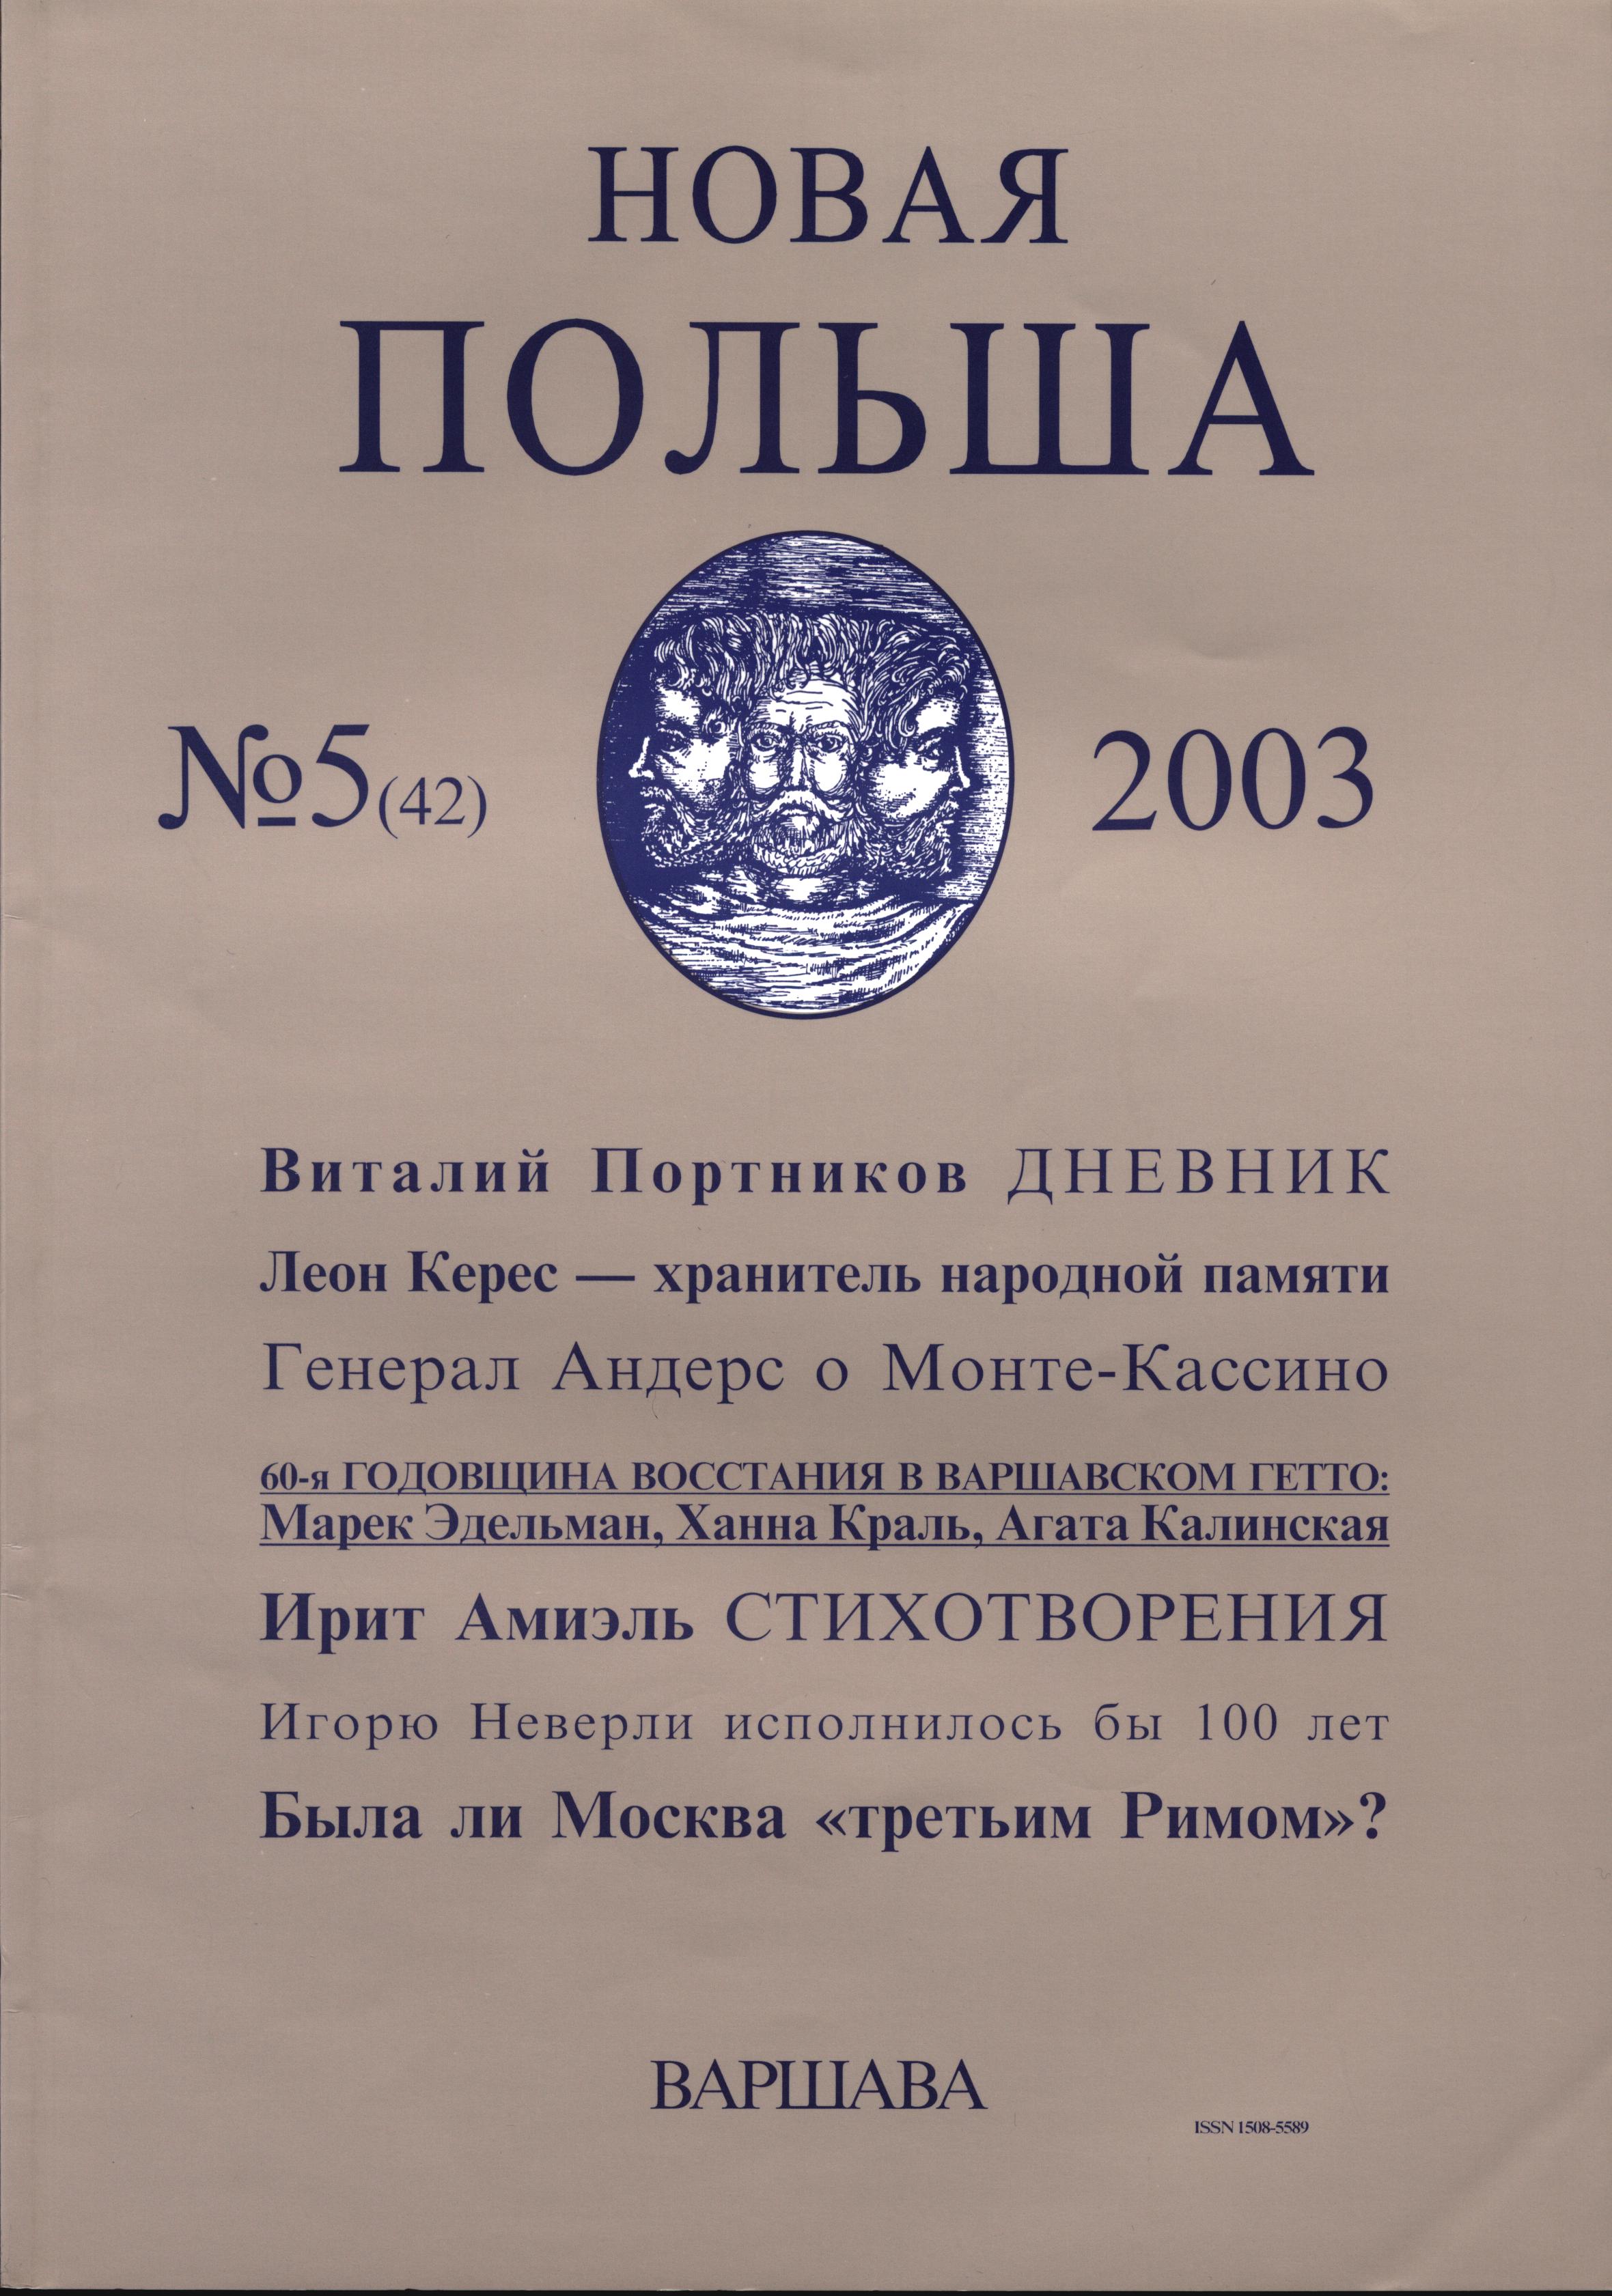 НОВАЯ
ПОЛЬША
№5(42)
2003
Виталий Портников ДНЕВНИК
Леон Керес — хранитель народной памяти
Генерал Андерс о Монте-Кассино
60-я ГОДОВЩИНА ВОССТАНИЯ В ВАРШАВСКОМ ГЕТТО:
Марек Эдельман, Ханна Краль, Агата Калинская
Ирит Амиэль СТИХОТВОРЕНИЯ
Игорю Неверли исполнилось бы 100 лет
Была ли Москва «третьим Римом»?
ВАРШАВА
ISSN 1508-5589